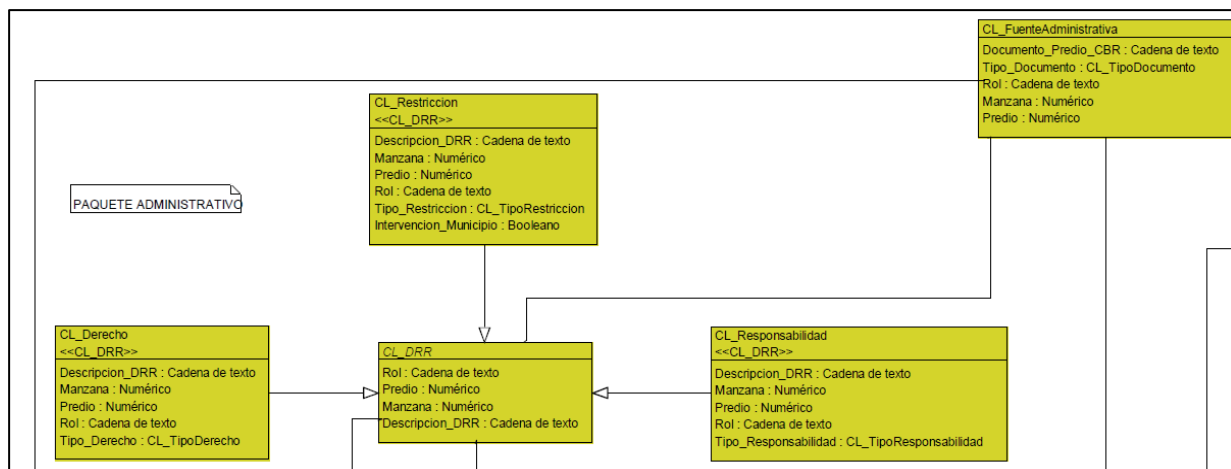 CL_FuenteAdministrativa
Documento_Predio_CBR : Cadena de texto
Tipo_Documento : CL_TipoDocumento
Rol : Cadena de texto
Manzana : Numérico
Predio : Numérico
CL_Restriccion
<<CL_DRR>>
Descripcion_DRR : Cadena de texto
Manzana : Numérico
Predio : Numérico
Rol : Cadena de texto
Tipo_Restriccion : CL_TipoRestriccion
Intervencion_Municipio : Booleano
PAQUETE ADMINISTRATIVO
CL_Derecho
<<CL_DRR>>
Descripcion_DRR : Cadena de texto
Manzana : Numérico
Predio : Numérico
Rol : Cadena de texto
Tipo_Derecho : CL_TipoDerecho
CL_DRR
Rol : Cadena de texto
Predio : Numérico
Manzana : Numérico
Descripcion_DRR : Cadena de texto
CL_Responsabilidad
<<CL_DRR>>
Descripcion_DRR : Cadena de texto
Manzana : Numérico
Predio : Numérico
Rol : Cadena de texto
Tipo_Responsabilidad : CL_TipoResponsabilidad